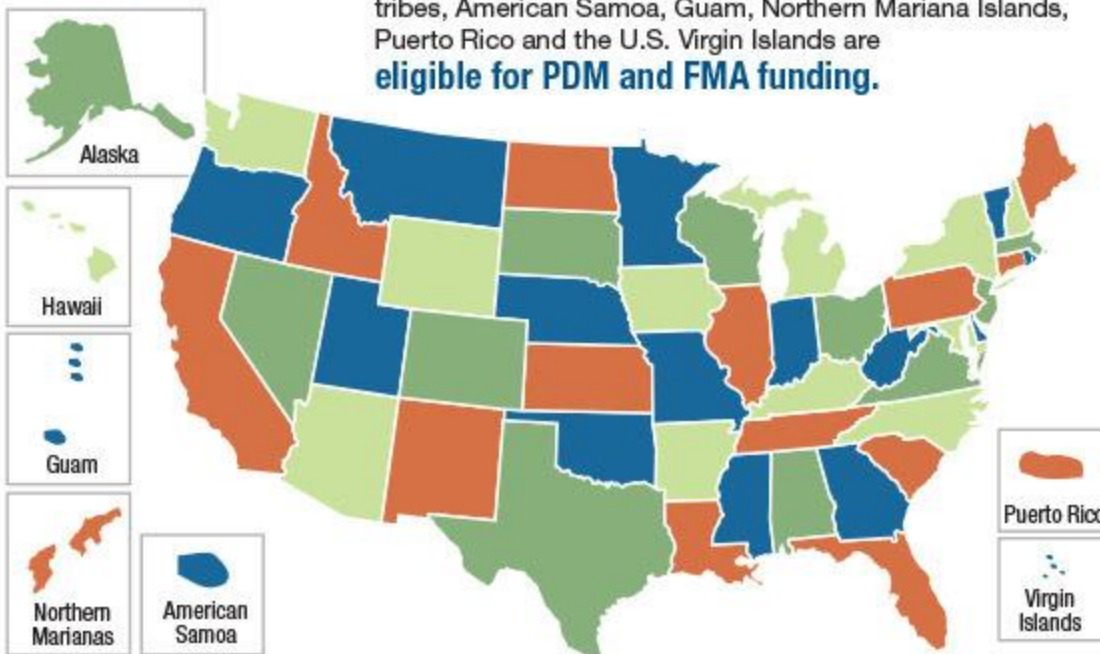 tribes, American Samoa, Guam, Northern Mariana Islands,
Puerto Rico and the U.S. Virgin Islands are
eligible for PDM and FMA funding.
Alaska
Hawaii
Guam
Northern
Marianas
American
Samoa
Puerto Rico
Virgin
Islands